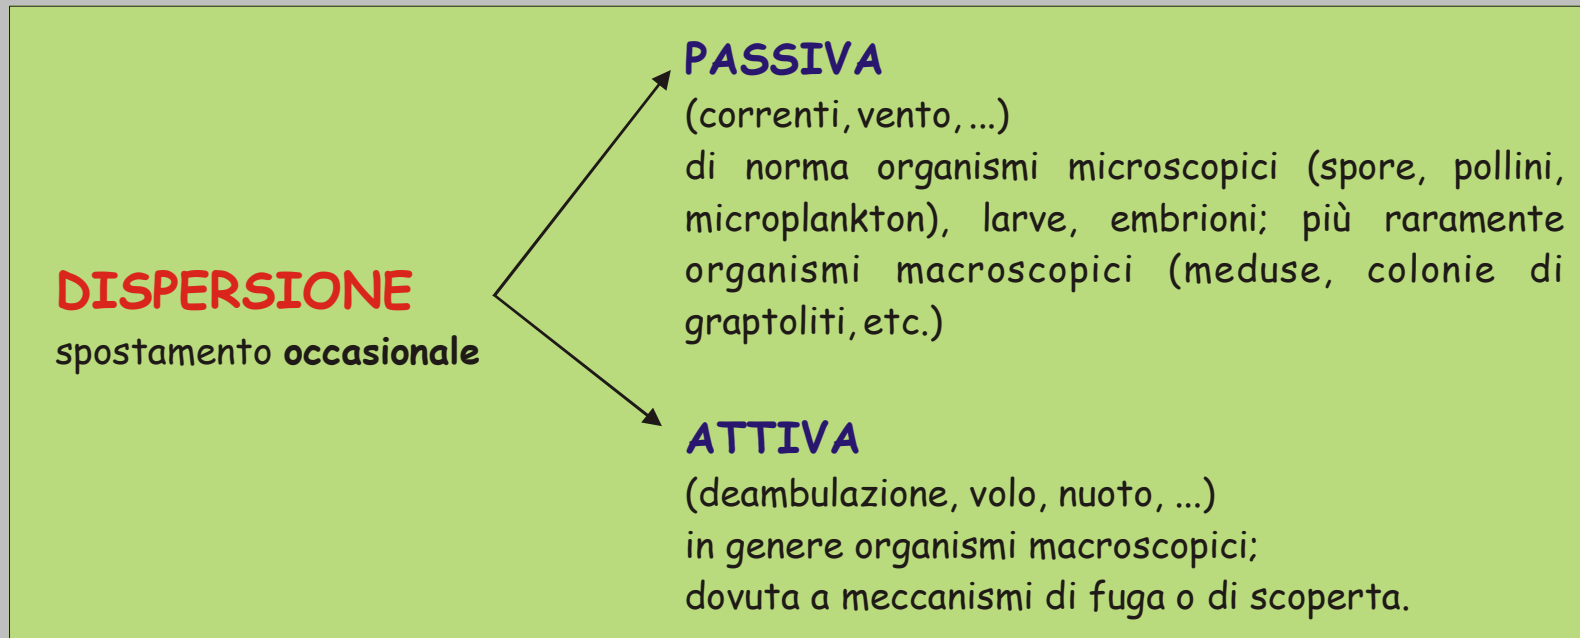 DISPERSIONE
spostamento occasionale
PASSIVA
(correnti, vento, ...)
di norma organismi microscopici (spore, pollini,
microplankton), larve, embrioni; più raramente
organismi macroscopici (meduse, colonie di
graptoliti, etc.)
ATTIVA
(deambulazione, volo, nuoto, ...)
in genere organismi macroscopici;
dovuta a meccanismi di fuga o di scoperta.